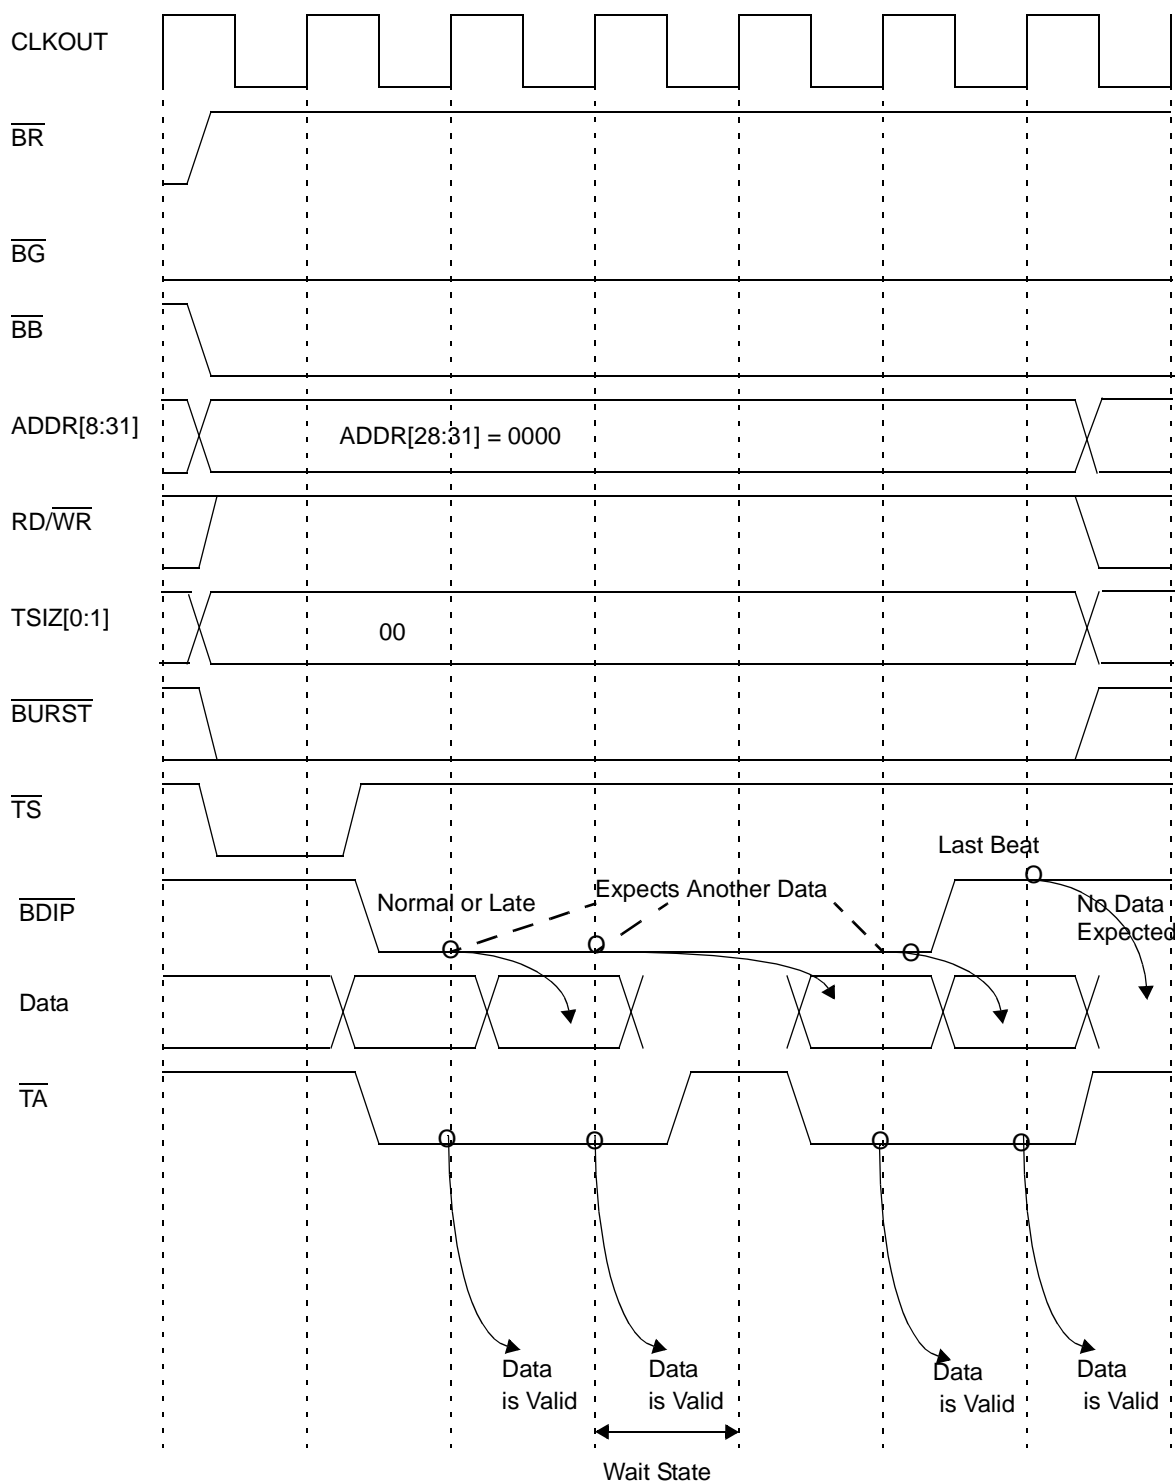 CLKOUT
BR
BG
BB
ADDR[8:31]
ADDR[28:31] = 0000
RD/WR
TSIZ[0:1]
00
BURST
TS
Last Beat
BDIP
Normal or Late
Expects Another Data
No Data
Expected
Data
TA
Data
is Valid
Data
is Valid
Data
is Valid
Data
is Valid
Wait State